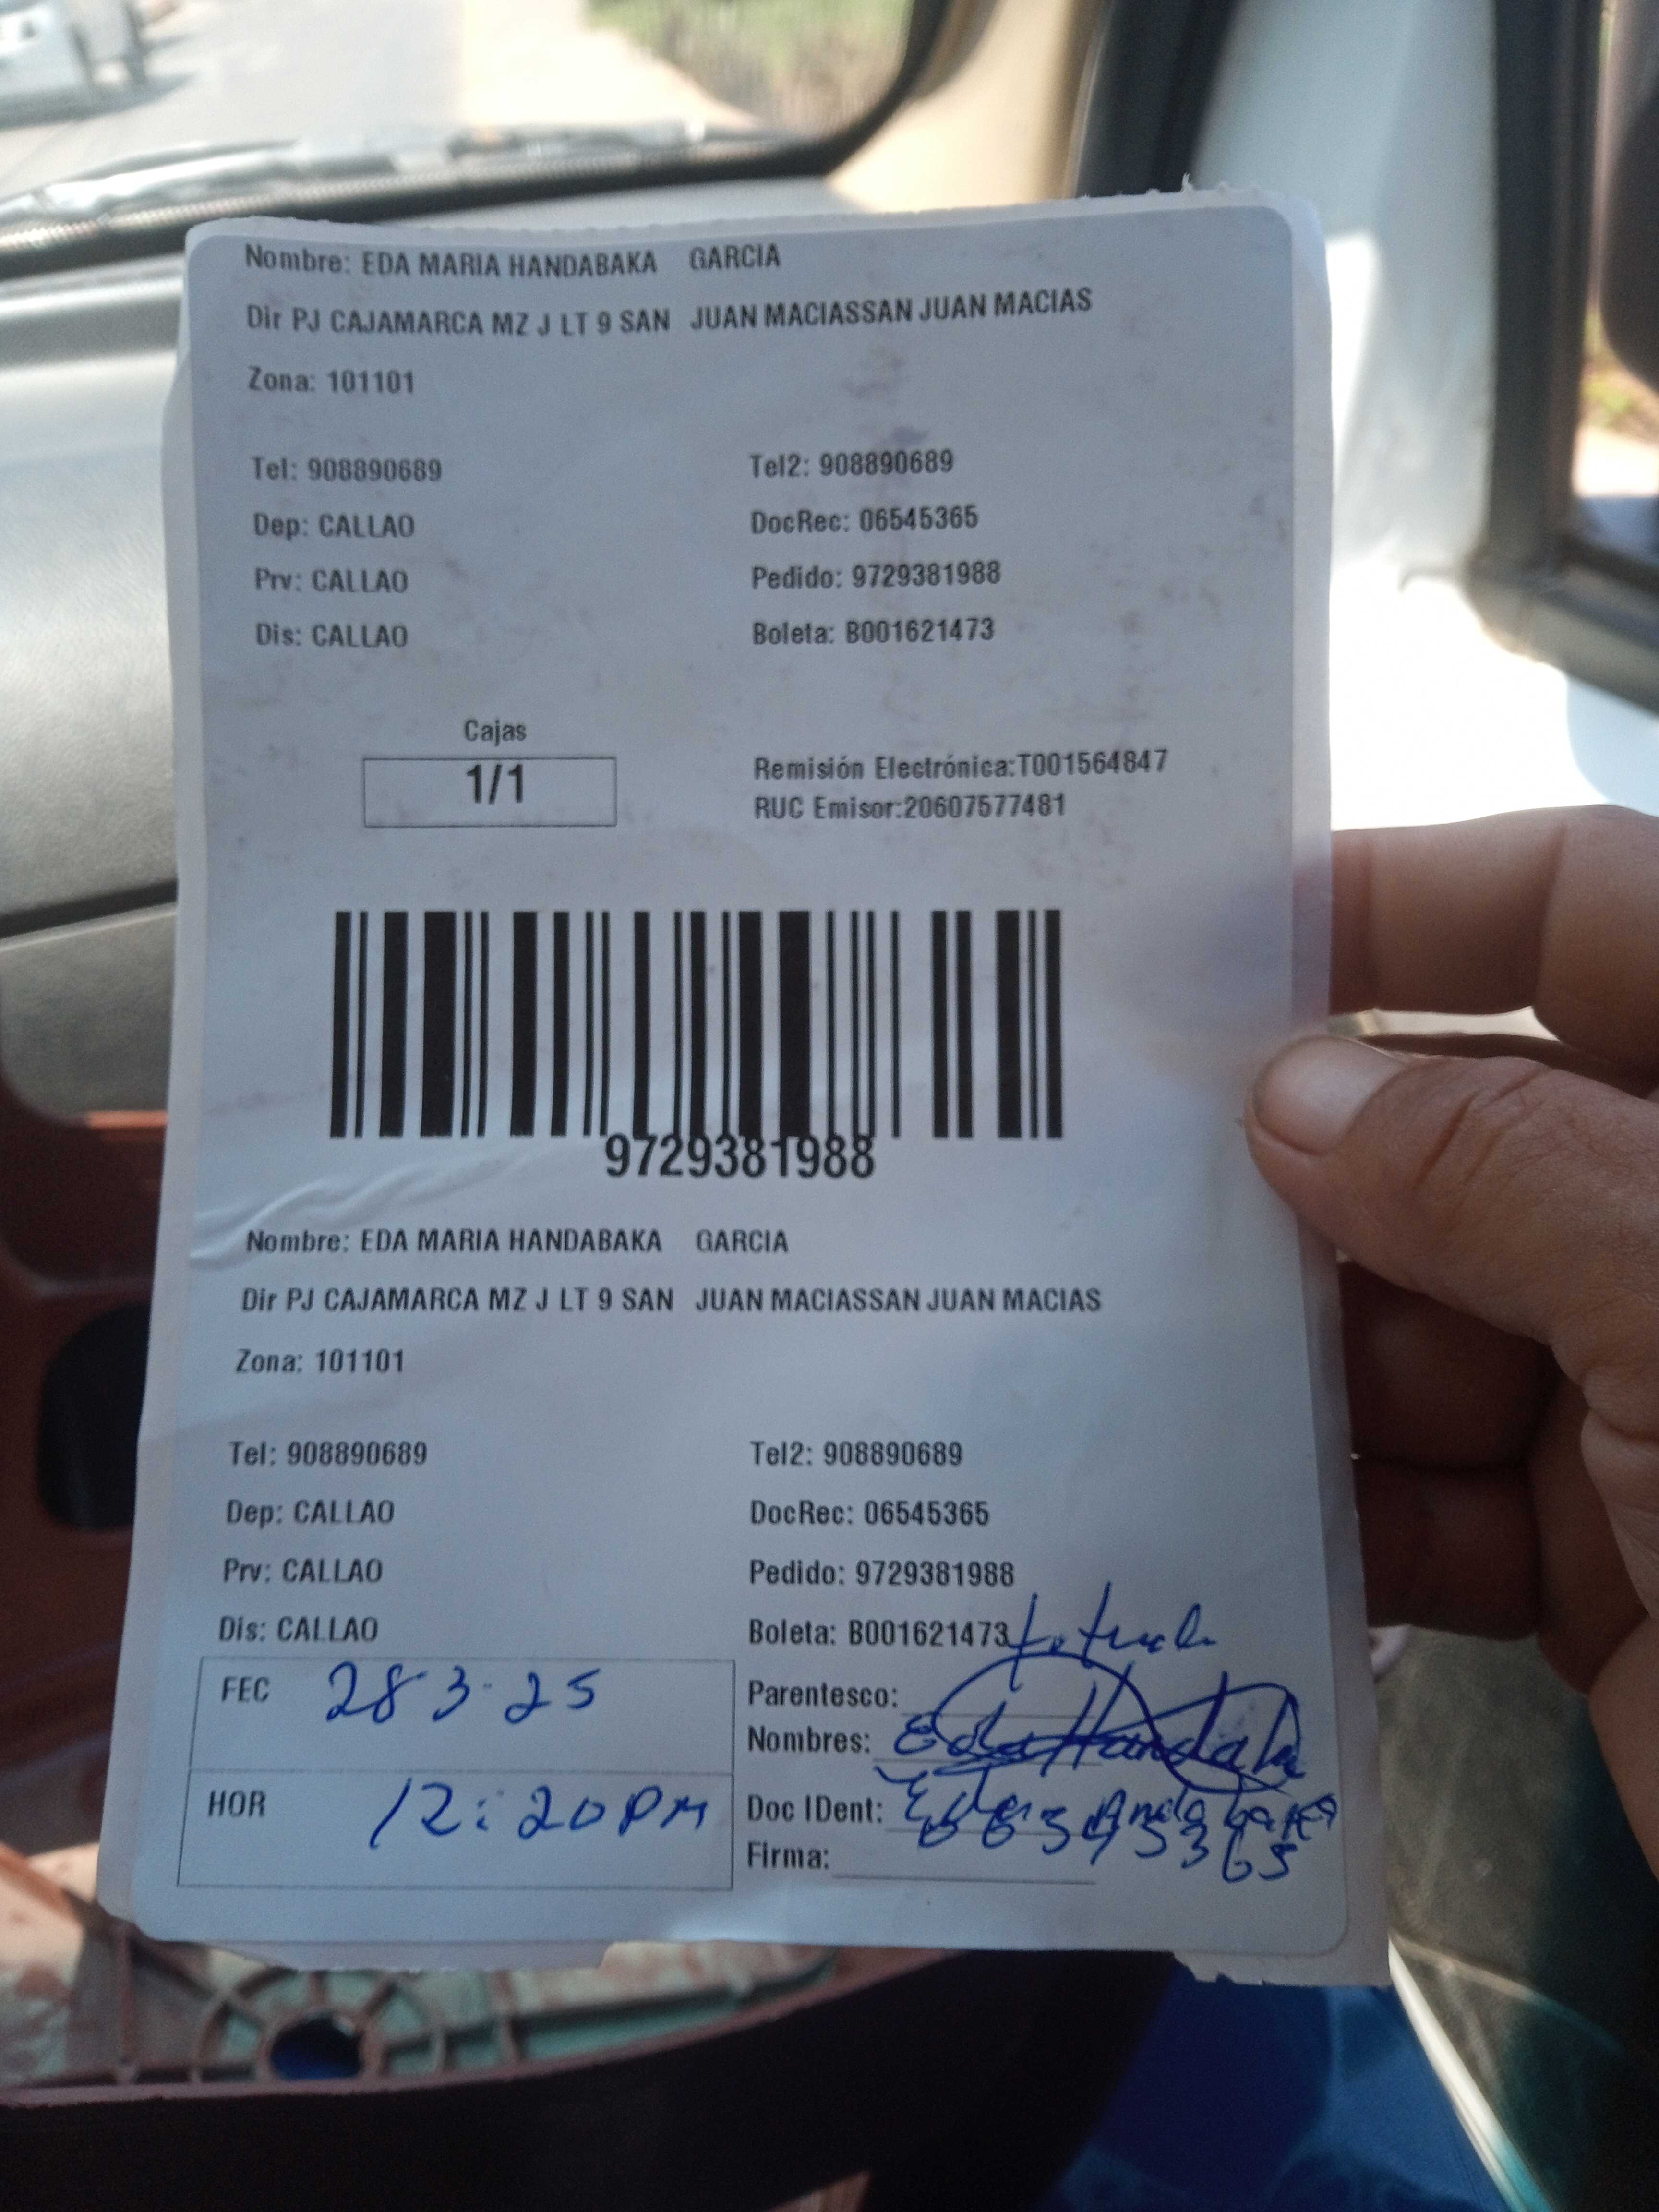 Nombre: EDA MARIA HANDABAKA GARCIA
Dir PJ CAJAMARCA MZ J LT 9 SAN JUAN MACIASSAN JUAN MACIAS
Zona: 101101
Tel: 908890689 Tel2: 908890689
Dep: CALLAO DocRec: 06545365
Prv: CALLAO Pedido: 9729381988
Dis: CALLAO Boleta: B001621473
Cajas
1/1
Remisión Electrónica:T001564847
RUC Emisor:20607577481
9729381988
Nombre: EDA MARIA HANDABAKA GARCIA
Dir PJ CAJAMARCA MZ J LT 9 SAN JUAN MACIASSAN JUAN MACIAS
Zona: 101101
Tel: 908890689 Tel2: 908890689
Dep: CALLAO DocRec: 06545365
Prv: CALLAO Pedido: 9729381988
Dis: CALLAO Boleta: B001621473
FEC 28 3 25
Parentesco:
Nombres: Eda
HOR 12:20 PM
Doc IDent:
Firma: